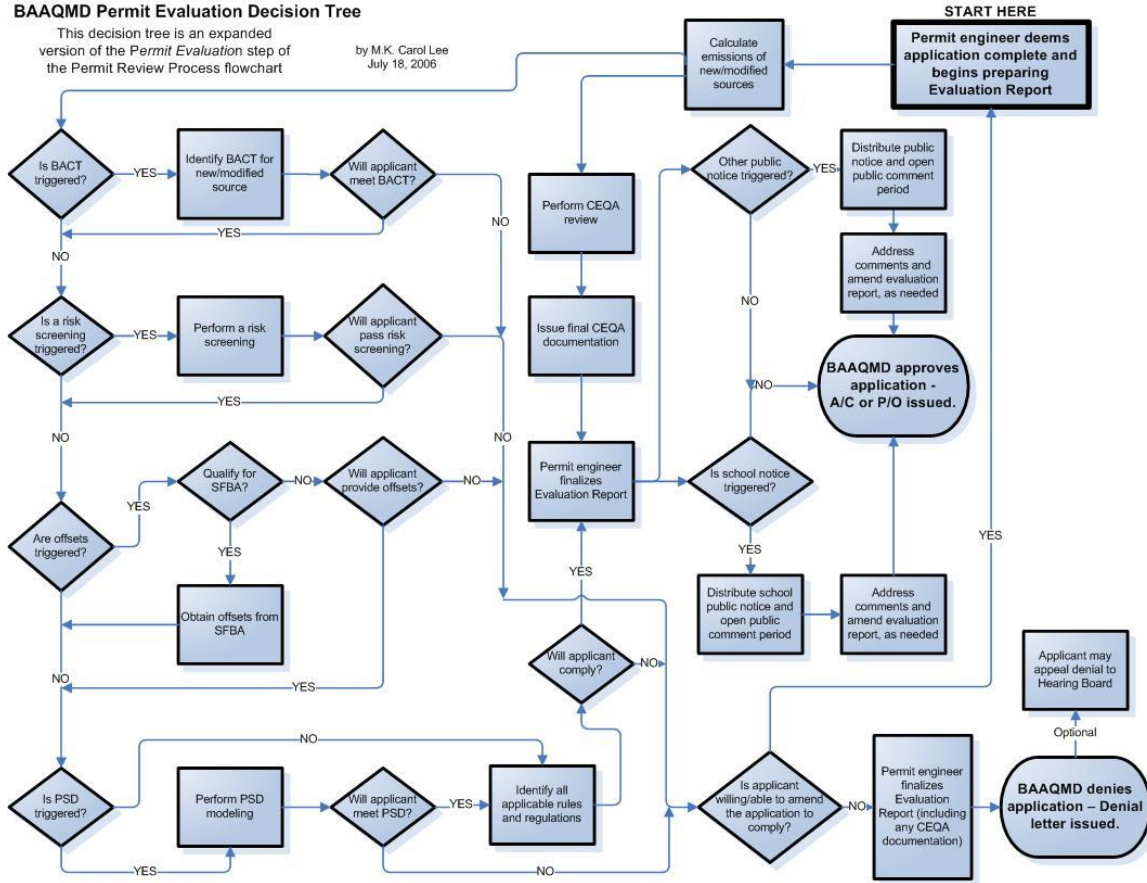 BAAQMD Permit Evaluation Decision Tree
This decision tree is an expanded
version of the Permit Evaluation step of
the Permit Review Process flowchart
by M.K. Carol Lee
July 18, 2006
START HERE
Permit engineer deems
application complete and
begins preparing
Evaluation Report
Calculate
emissions of
new/modified
sources
Is BACT
triggered?
YES
Identify BACT for
new/modified
source
Will applicant
meet BACT?
YES
NO
NO
Perform CEQA
review
Other public
notice triggered?
YES
Distribute public
notice and open
public comment
period
Address
comments and
amend evaluation
report, as needed
NO
Is a risk
screening
triggered?
YES
Perform a risk
screening
Will applicant
pass risk
screening?
YES
NO
NO
Issue final CEQA
documentation
NO
BAAQMD approves
application -
A/C or P/O issued.
Are offsets
triggered?
YES
Qualify for
SFBA?
NO
Will applicant
provide offsets?
NO
YES
Obtain offsets from
SFBA
YES
NO
Permit engineer
finalizes
Evaluation Report
Is school notice
triggered?
YES
Distribute school
public notice and
open public
comment period
Address
comments and
amend evaluation
report, as needed
YES
YES
Will applicant
comply?
NO
Is PSD
triggered?
NO
YES
Perform PSD
modeling
Will applicant
meet PSD?
YES
NO
Identify all
applicable rules
and regulations
Is applicant
willing/able to amend
the application to
comply?
NO
Permit engineer
finalizes
Evaluation
Report (including
any CEQA
documentation)
BAAQMD denies
application – Denial
letter issued.
Optional
Applicant may
appeal denial to
Hearing Board